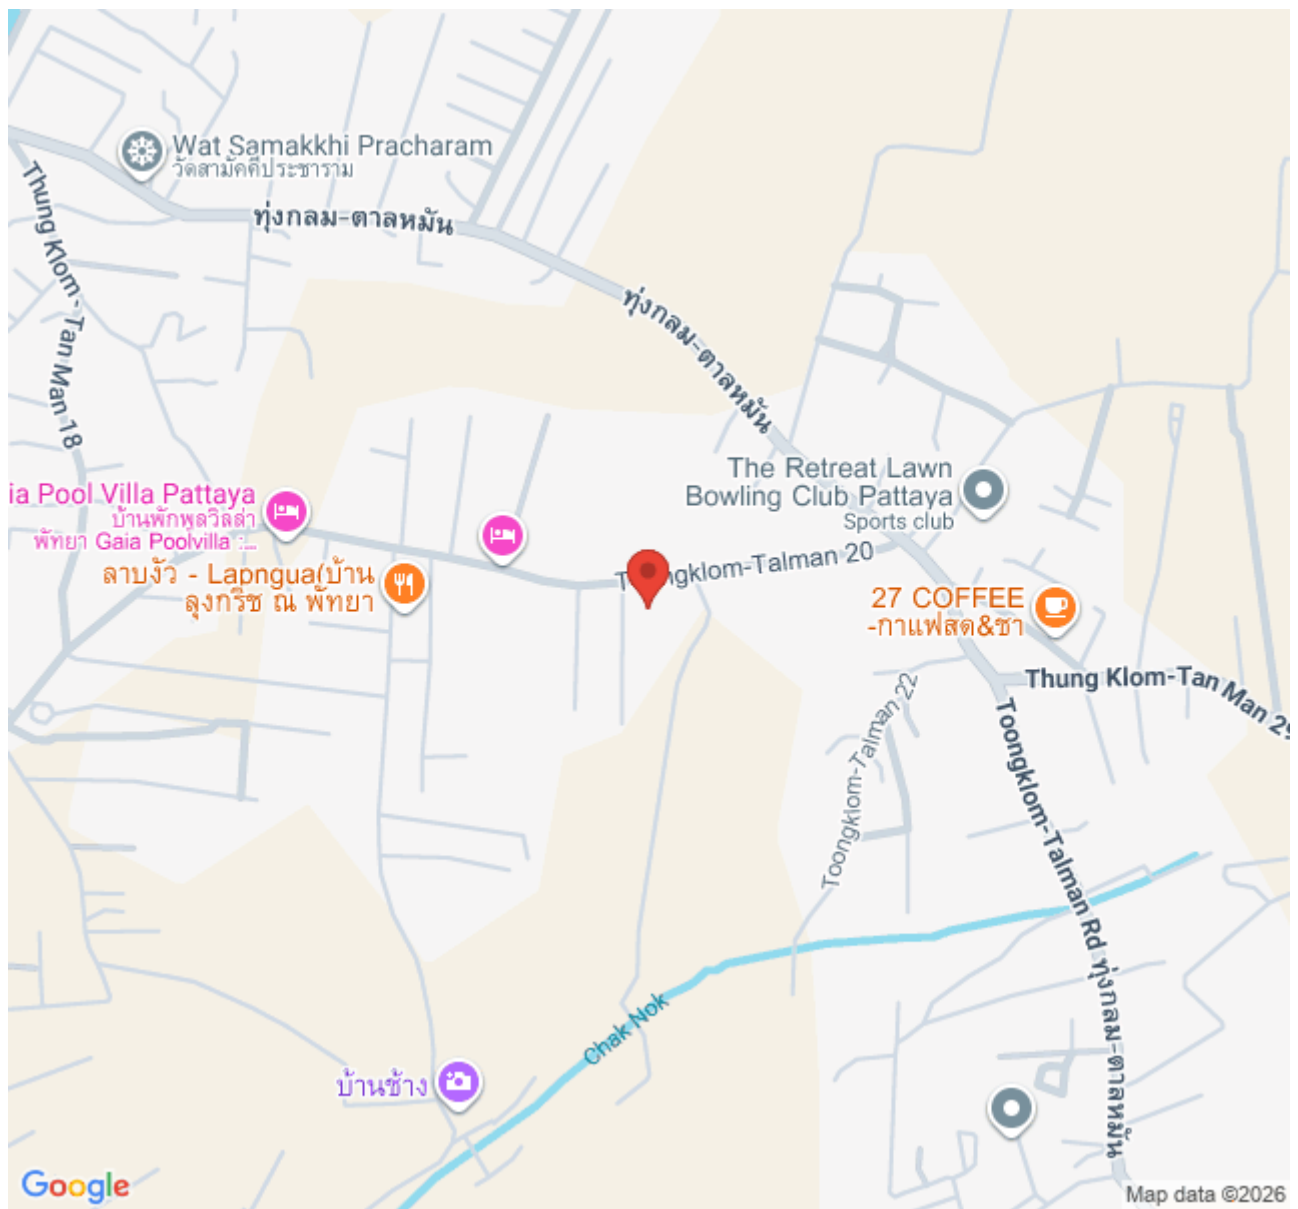 Wat Samakkhi Pracharam
วัดสามัคคีประชาราม
ทุ่งกลม-ตาลหมัน
Thung Klom - Tan Man 18
ทุ่งกลม-ตาลหมัน
The Retreat Lawn
Bowling Club Pattaya
Sports club
ia Pool Villa Pattaya
บ้านพักพูลวิลล่า
พัทยา Gaia Poolvilla :...
ลาบงัว - Lapngua(บ้าน
ลุงกริช ณ พัทยา
ngklom-Talman 20
27 COFFEE
-กาแฟสด&ชา
Thung Klom-Tan Man 29
Toongklom-Talman 22
Toongklom-Talman Rd ทุ่งกลม-ตาลหมัน
Chak Nok
บ้านช้าง
Google
Map data ©2026